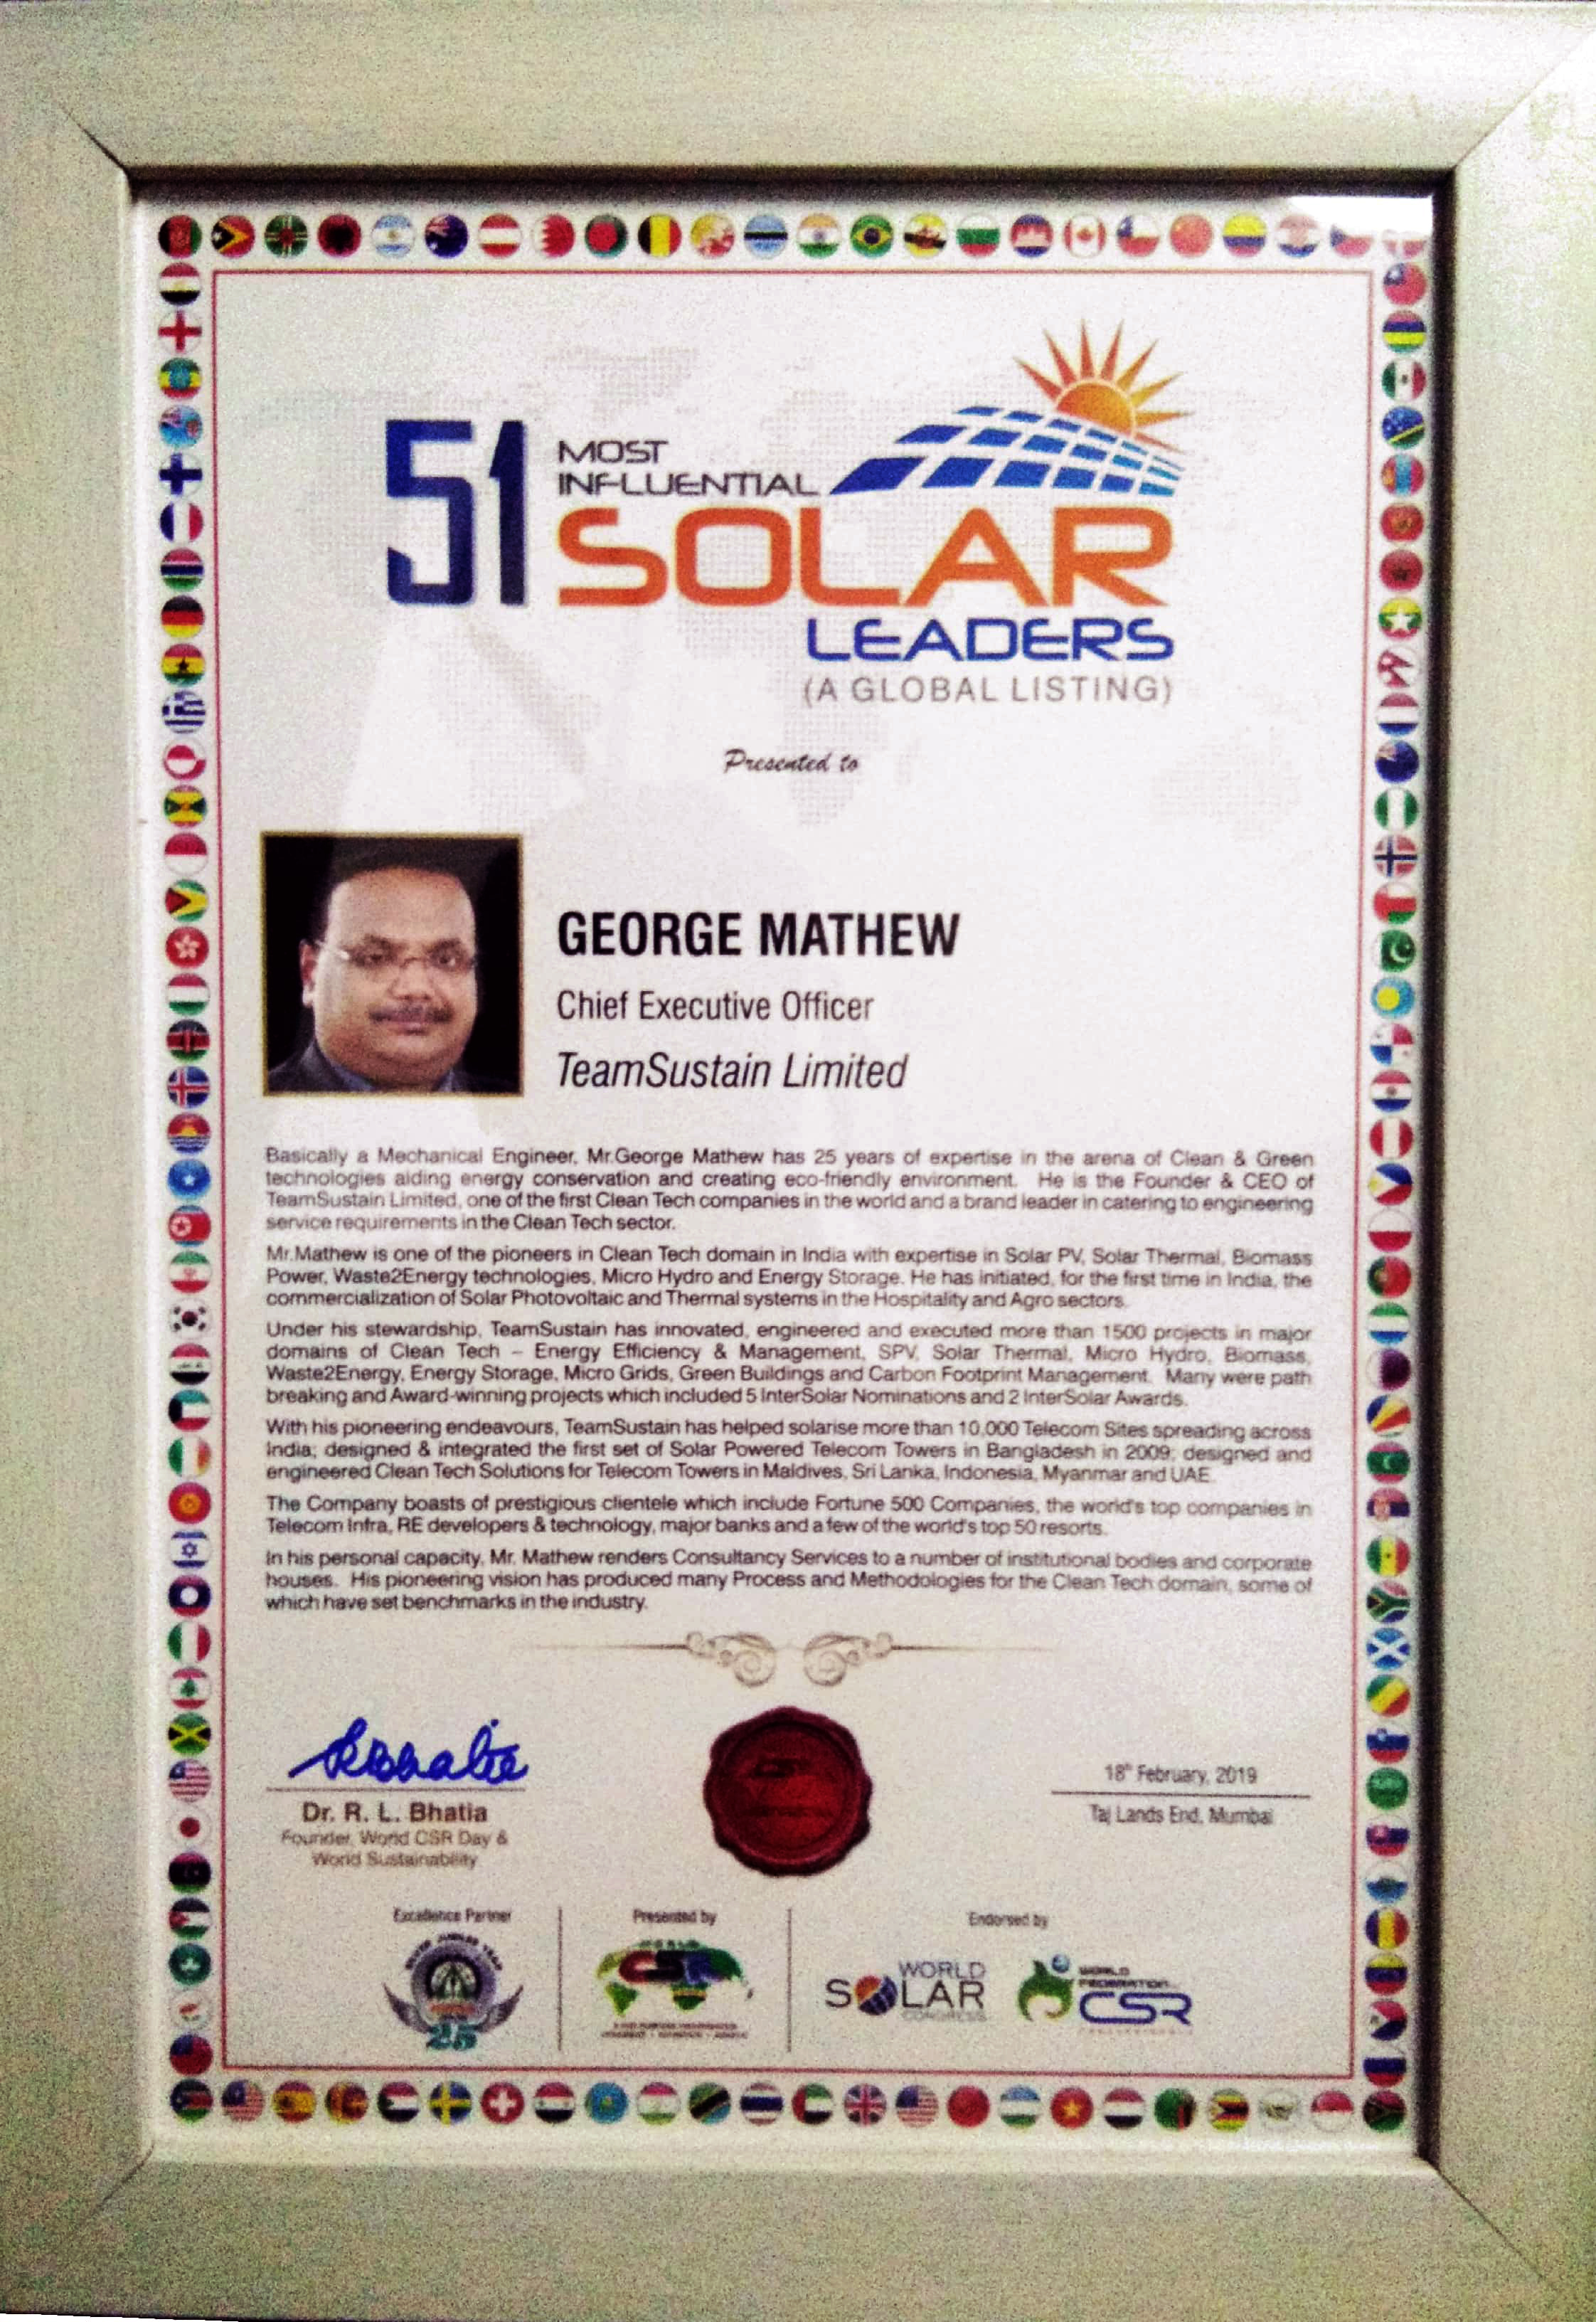 51 MOST
INFLUENTIAL
SOLAR
LEADERS
(A GLOBAL LISTING)
Presented to
GEORGE MATHEW
Chief Executive Officer
TeamSustain Limited
Basically a Mechanical Engineer, Mr.George Mathew has 25 years of expertise in the arena of Clean & Green
technologies aiding energy conservation and creating eco-friendly environment. He is the Founder & CEO of
TeamSustain Limited, one of the first Clean Tech companies in the world and a brand leader in catering to engineering
service requirements in the Clean Tech sector.
Mr.Mathew is one of the pioneers in Clean Tech domain in India with expertise in Solar PV, Solar Thermal, Biomass
Power, Waste2Energy technologies, Micro Hydro and Energy Storage. He has initiated, for the first time in India, the
commercialization of Solar Photovoltaic and Thermal systems in the Hospitality and Agro sectors.
Under his stewardship, TeamSustain has innovated, engineered and executed more than 1500 projects in major
domains of Clean Tech – Energy Efficiency & Management, SPV, Solar Thermal, Micro Hydro, Biomass,
Waste2Energy, Energy Storage, Micro Grids, Green Buildings and Carbon Footprint Management. Many were path
breaking and Award-winning projects which included 5 InterSolar Nominations and 2 InterSolar Awards.
With his pioneering endeavours, TeamSustain has helped solarise more than 10,000 Telecom Sites spreading across
India; designed & integrated the first set of Solar Powered Telecom Towers in Bangladesh in 2009; designed and
engineered Clean Tech Solutions for Telecom Towers in Maldives, Sri Lanka, Indonesia, Myanmar and UAE.
The Company boasts of prestigious clientele which include Fortune 500 Companies, the world's top companies in
Telecom Infra, RE developers & technology, major banks and a few of the world's top 50 resorts.
In his personal capacity, Mr. Mathew renders Consultancy Services to a number of institutional bodies and corporate
houses. His pioneering vision has produced many Process and Methodologies for the Clean Tech domain, some of
which have set benchmarks in the industry.
Dr. R. L. Bhatia
Founder, World CSR Day &
World Sustainability
18th February, 2019
Taj Lands End, Mumbai
Excellence Partner
SILVER JUBILEE YEAR
25
Presented by
CSR
Endorsed by
WORLD
SOLAR
CONGRESS
WORLD
FEDERATION
CSR